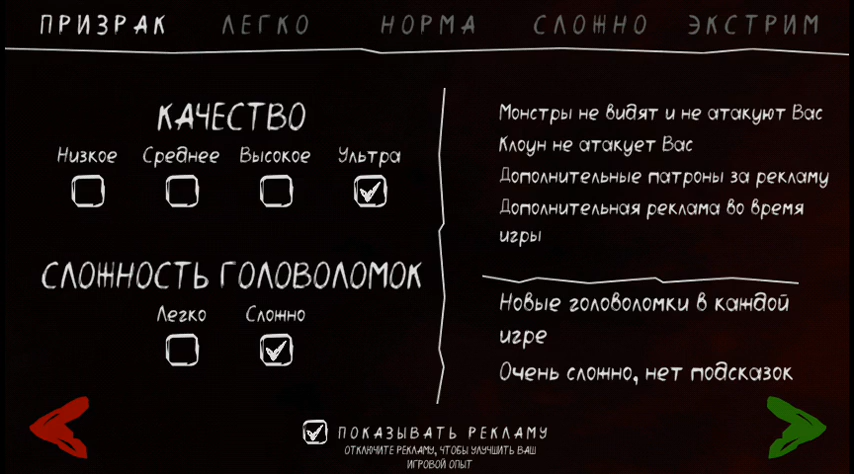 ПРИЗРАК ЛЕГКО НОРМА СЛОЖНО ЭКСТРИМ
КАЧЕСТВО
Низкое Среднее Высокое Ультра
СЛОЖНОСТЬ ГОЛОВОЛОМОК
Легко Сложно
Монстры не видят и не атакуют Вас
Клоун не атакует Вас
Дополнительные патроны за рекламу
Дополнительная реклама во время
игры
Новые головоломки в каждой
игре
Очень сложно, нет подсказок
ПОКАЗЫВАТЬ РЕКЛАМУ
ОТКЛЮЧИТЕ РЕКЛАМУ, ЧТОБЫ УЛУЧШИТЬ ВАШ
ИГРОВОЙ ОПЫТ